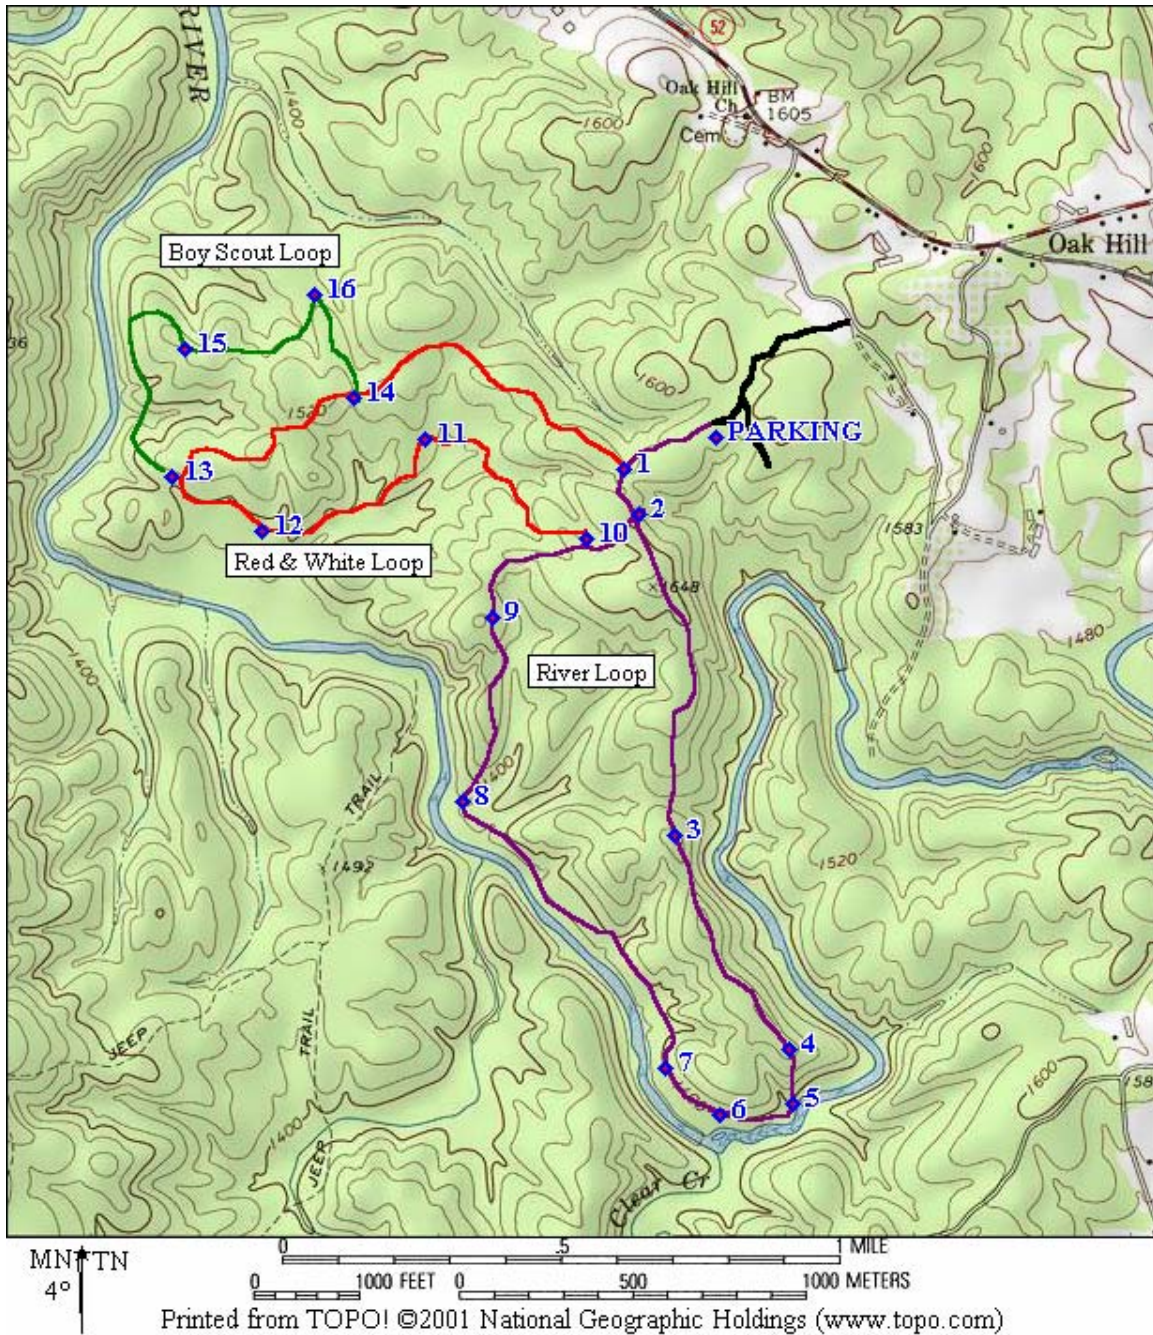 RIVER
52
Oak Hill
Ch
BM
1605
Cem
1400
1600
1600
Oak Hill
Boy Scout Loop
16
36
15
1600
14
PARKING
1520
11
1
13
2
12
10
1583
Red & White Loop
1648
9
1480
1400
River Loop
TRAIL
1400
8
3
1492
1520
JEEP
TRAIL
4
7
1600
158
5
6
1400
JEEP
Clear Cr
MN TN
4°
0 .5 1 MILE
0 1000 FEET 0 500 1000 METERS
Printed from TOPO! ©2001 National Geographic Holdings (www.topo.com)